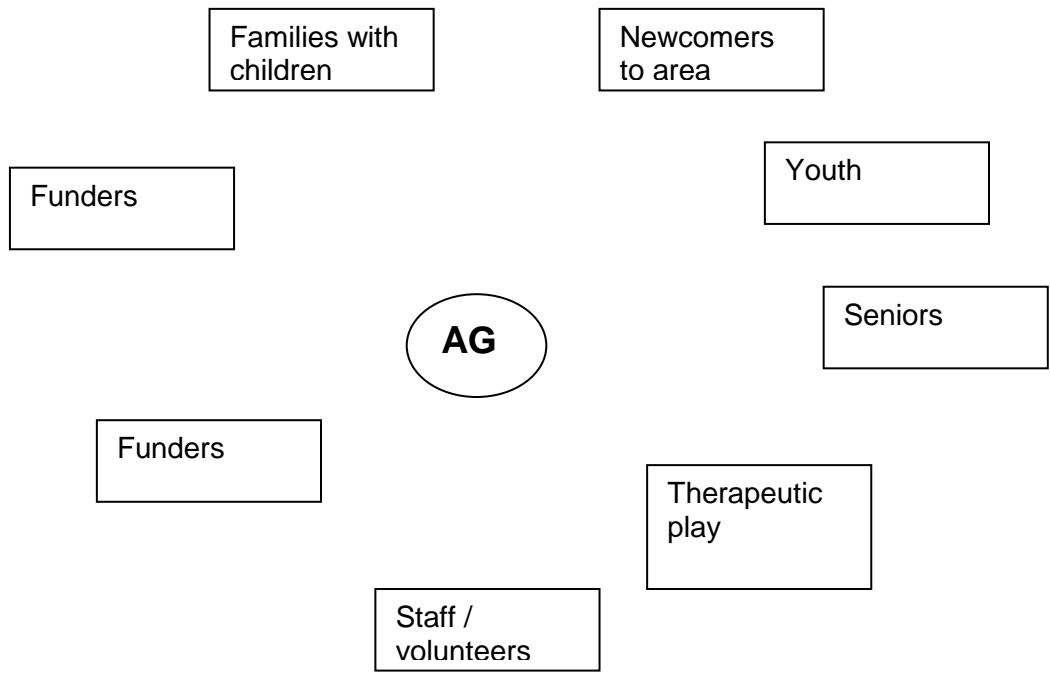 Families with
children
Newcomers
to area
Youth
Funders
Seniors
AG
Funders
Therapeutic
play
Staff /
volunteers